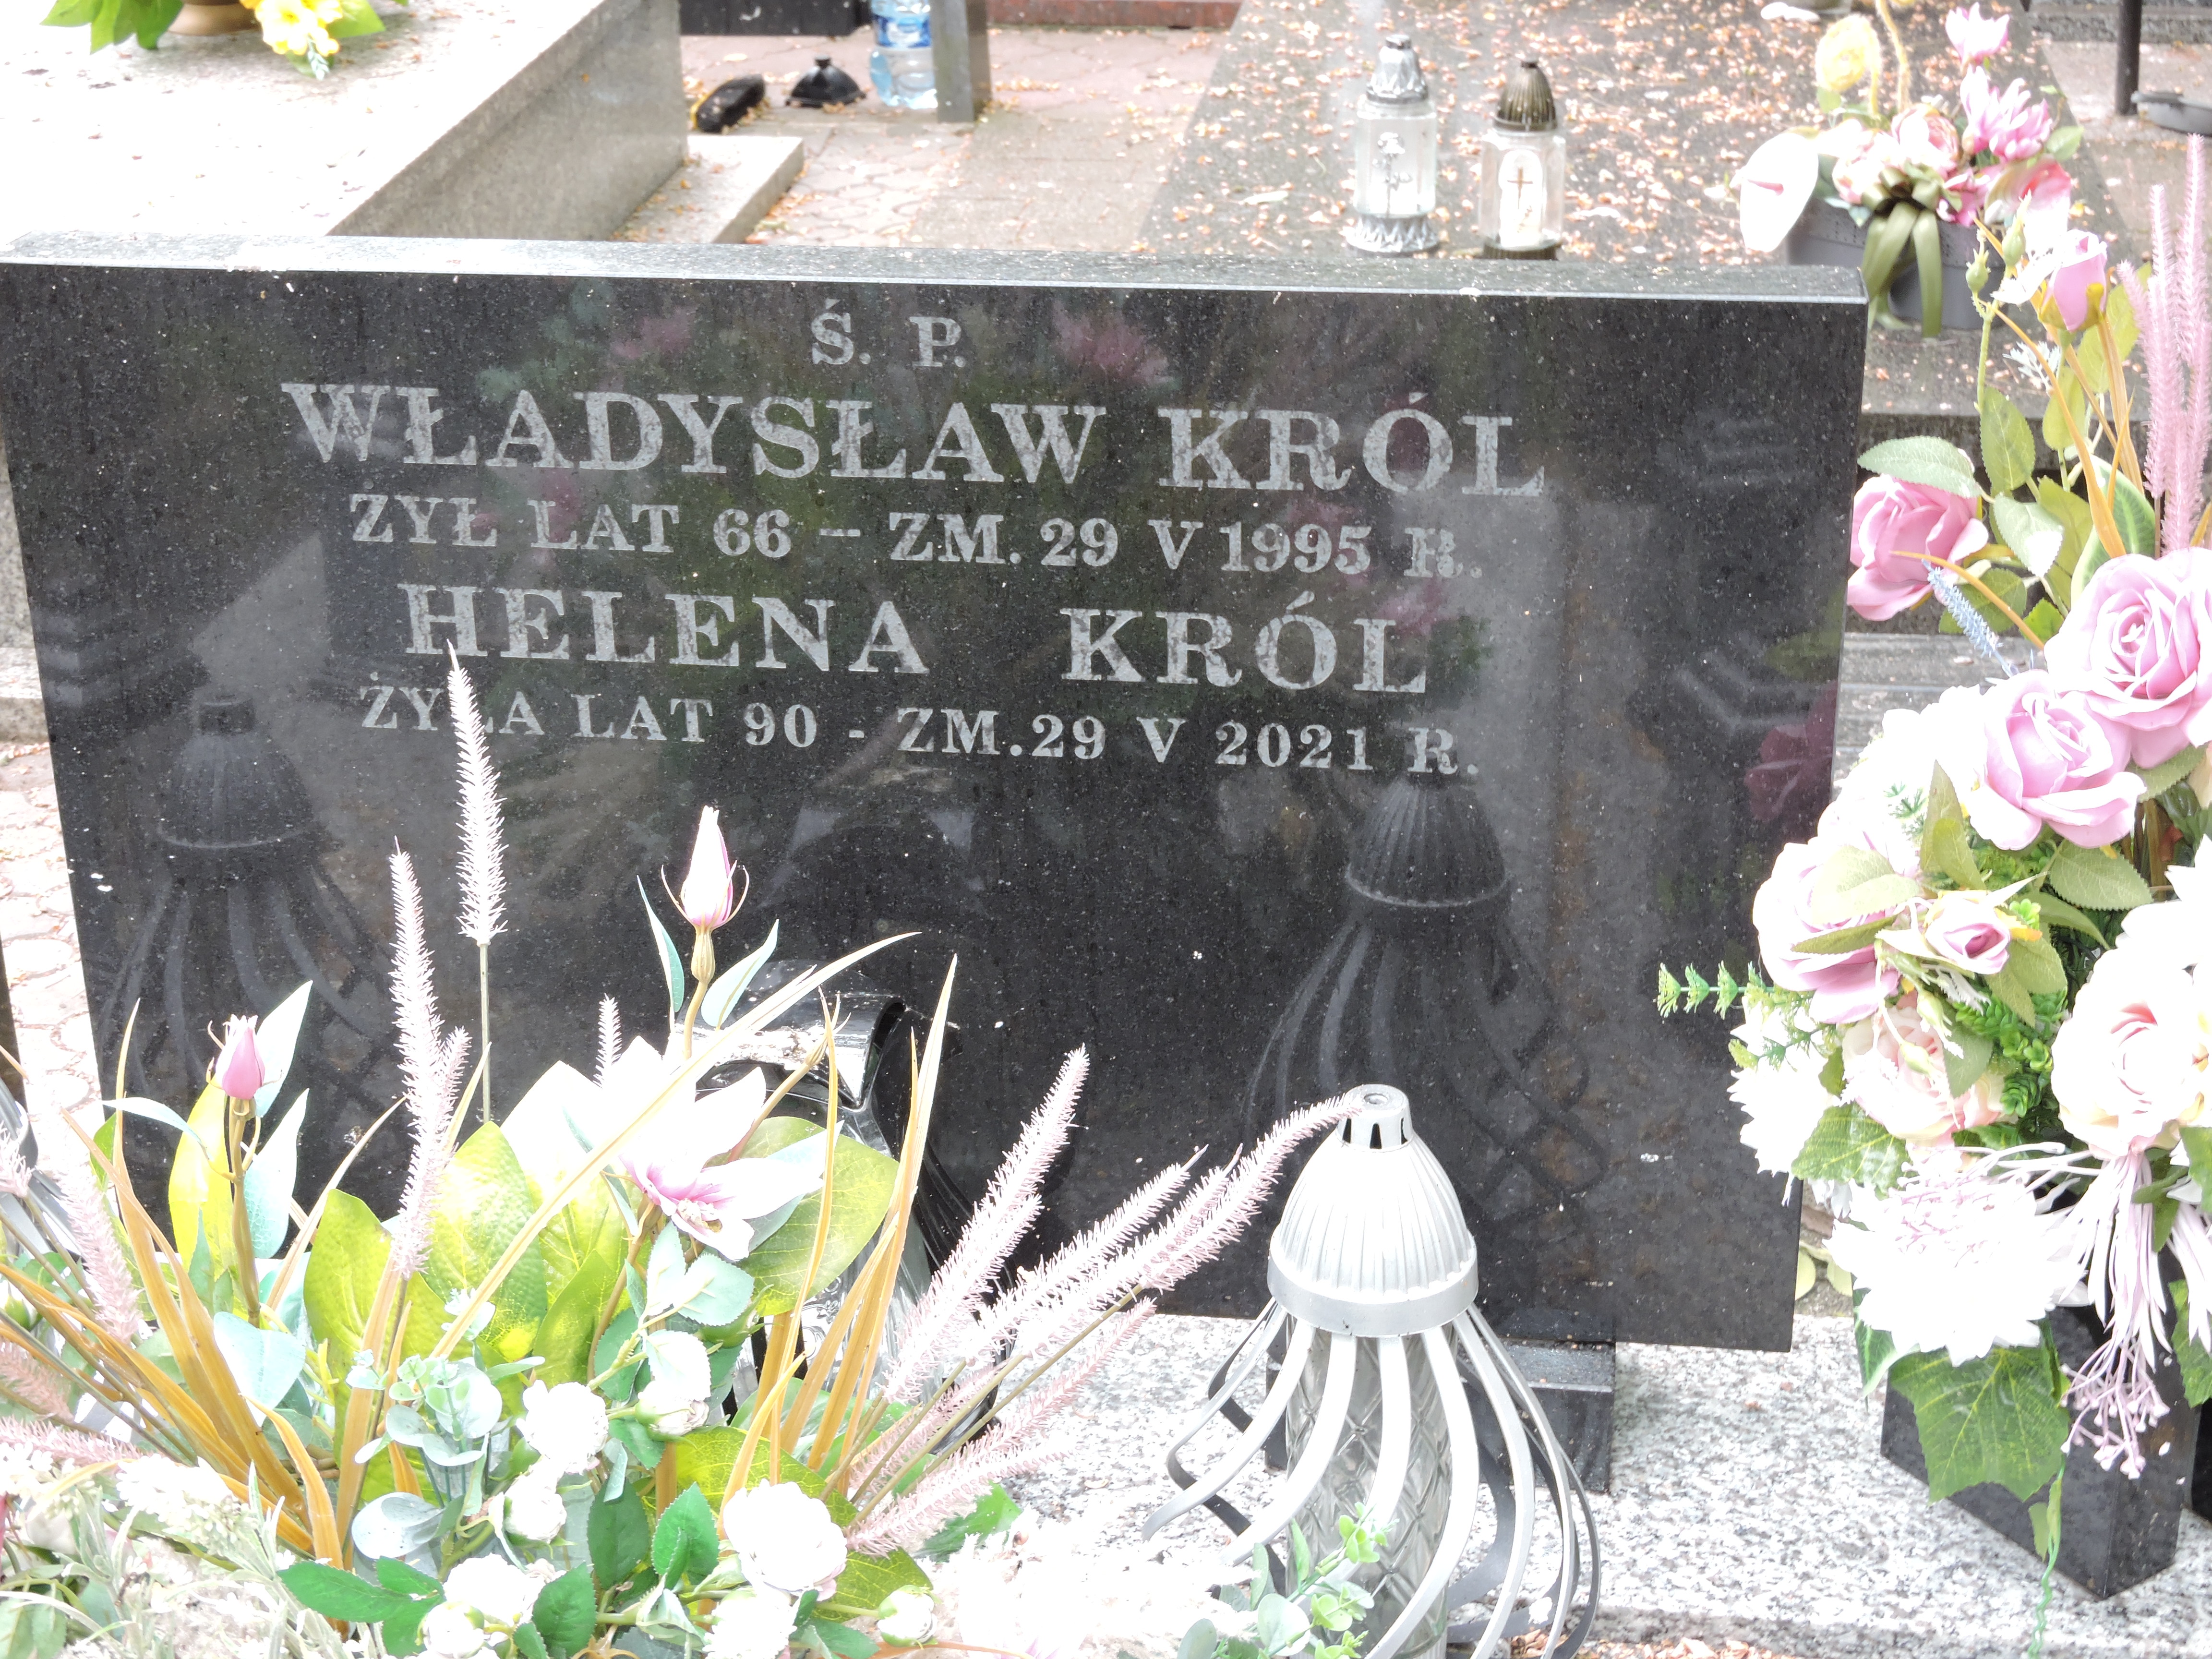 Ś. P.
WŁADYSŁAW KRÓL
ŻYŁ LAT 66 – ZM. 29 V 1995 R.
HELENA KRÓL
ŻYŁA LAT 90 - ZM. 29 V 2021 R.